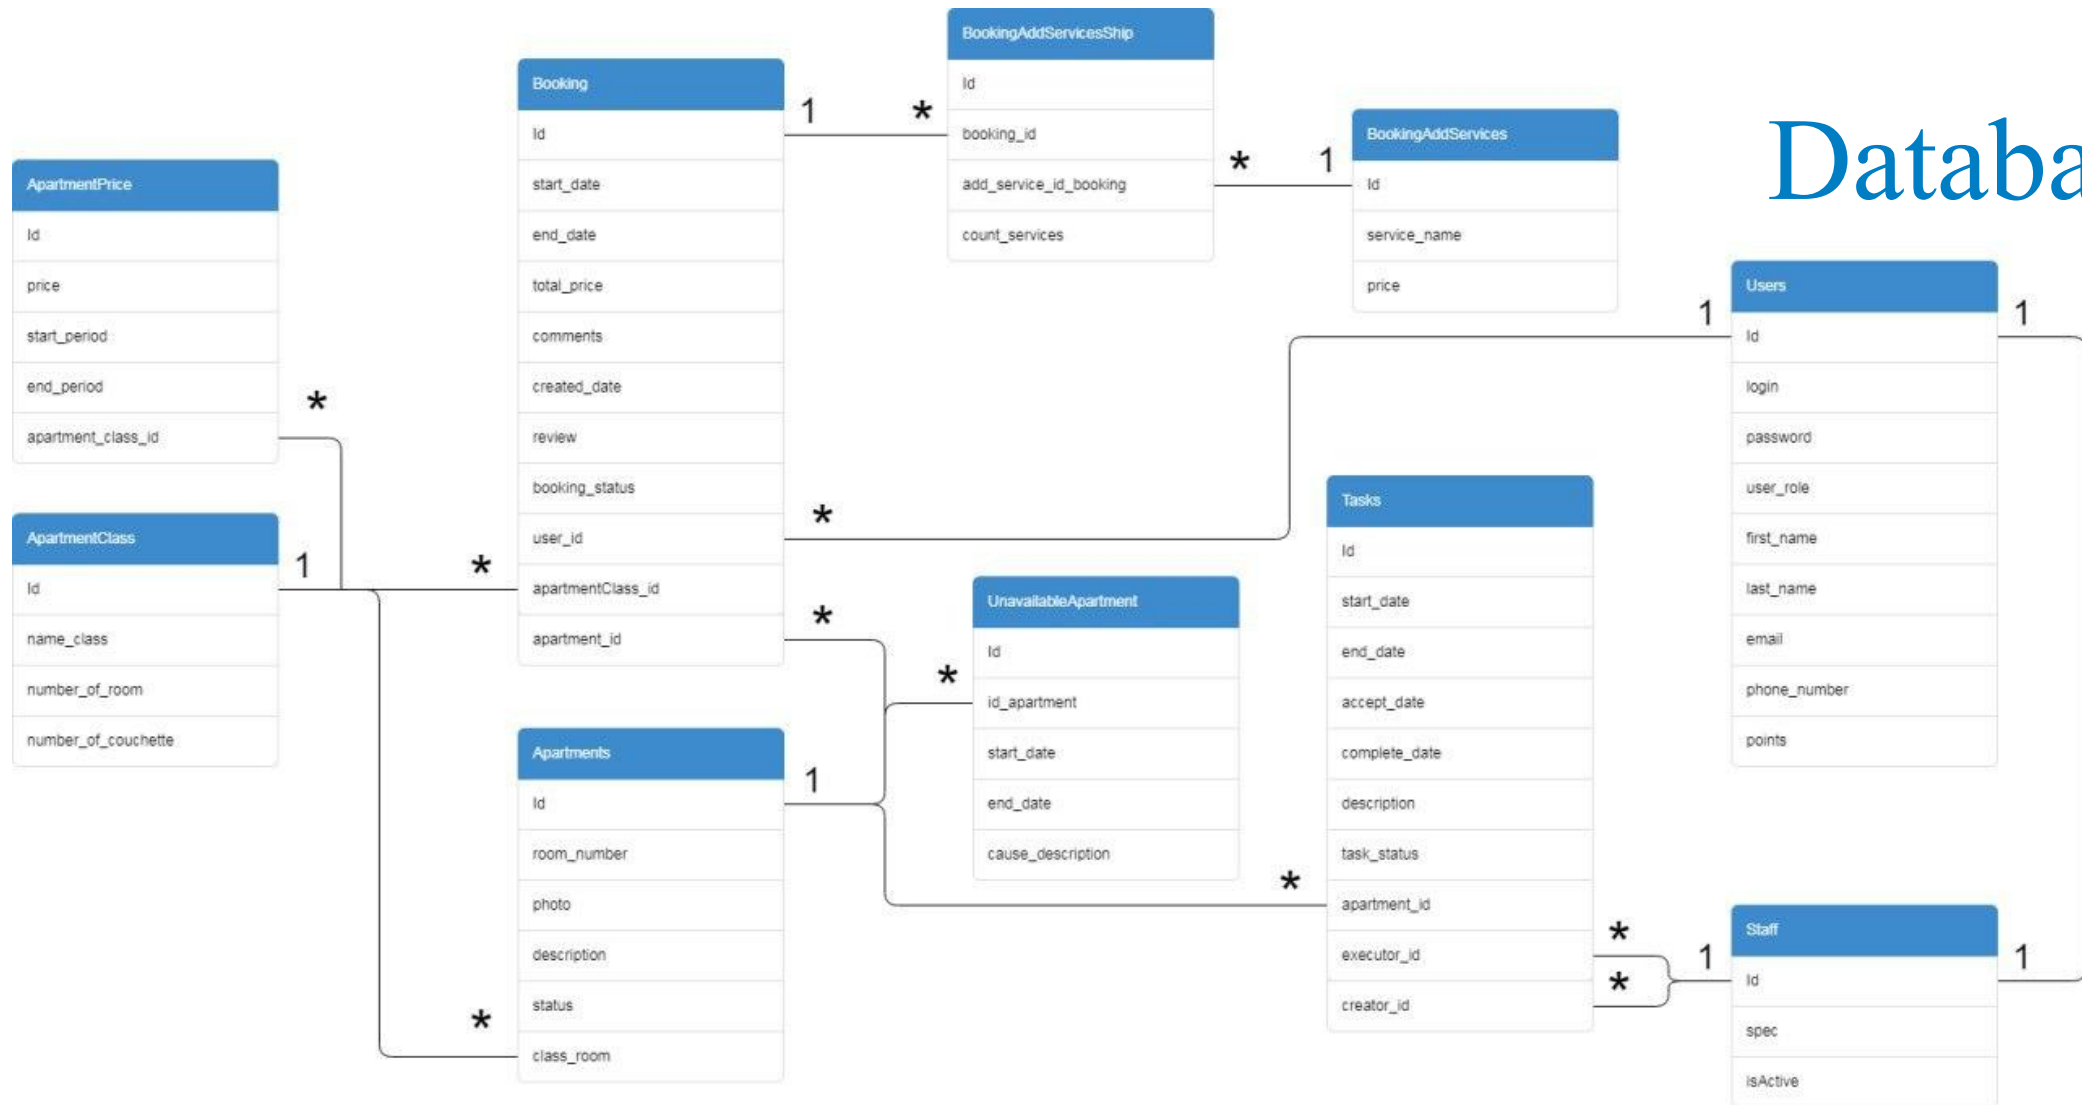 Databa
BookingAddServicesShip
Id
booking_id
add_service_id_booking
count_services
Booking
Id
start_date
end_date
total_price
comments
created_date
review
booking_status
user_id
apartmentClass_id
apartment_id
1
*
BookingAddServices
Id
service_name
price
*
1
ApartmentPrice
Id
price
start_period
end_period
apartment_class_id
*
ApartmentClass
Id
name_class
number_of_room
number_of_couchette
1
*
*
*
Users
Id
login
password
user_role
first_name
last_name
email
phone_number
points
1
1
UnavailableApartment
Id
id_apartment
start_date
end_date
cause_description
*
Apartments
Id
room_number
photo
description
status
class_room
1
*
Tasks
Id
start_date
end_date
accept_date
complete_date
description
task_status
apartment_id
executor_id
creator_id
*
*
*
Staff
Id
spec
isActive
1
1